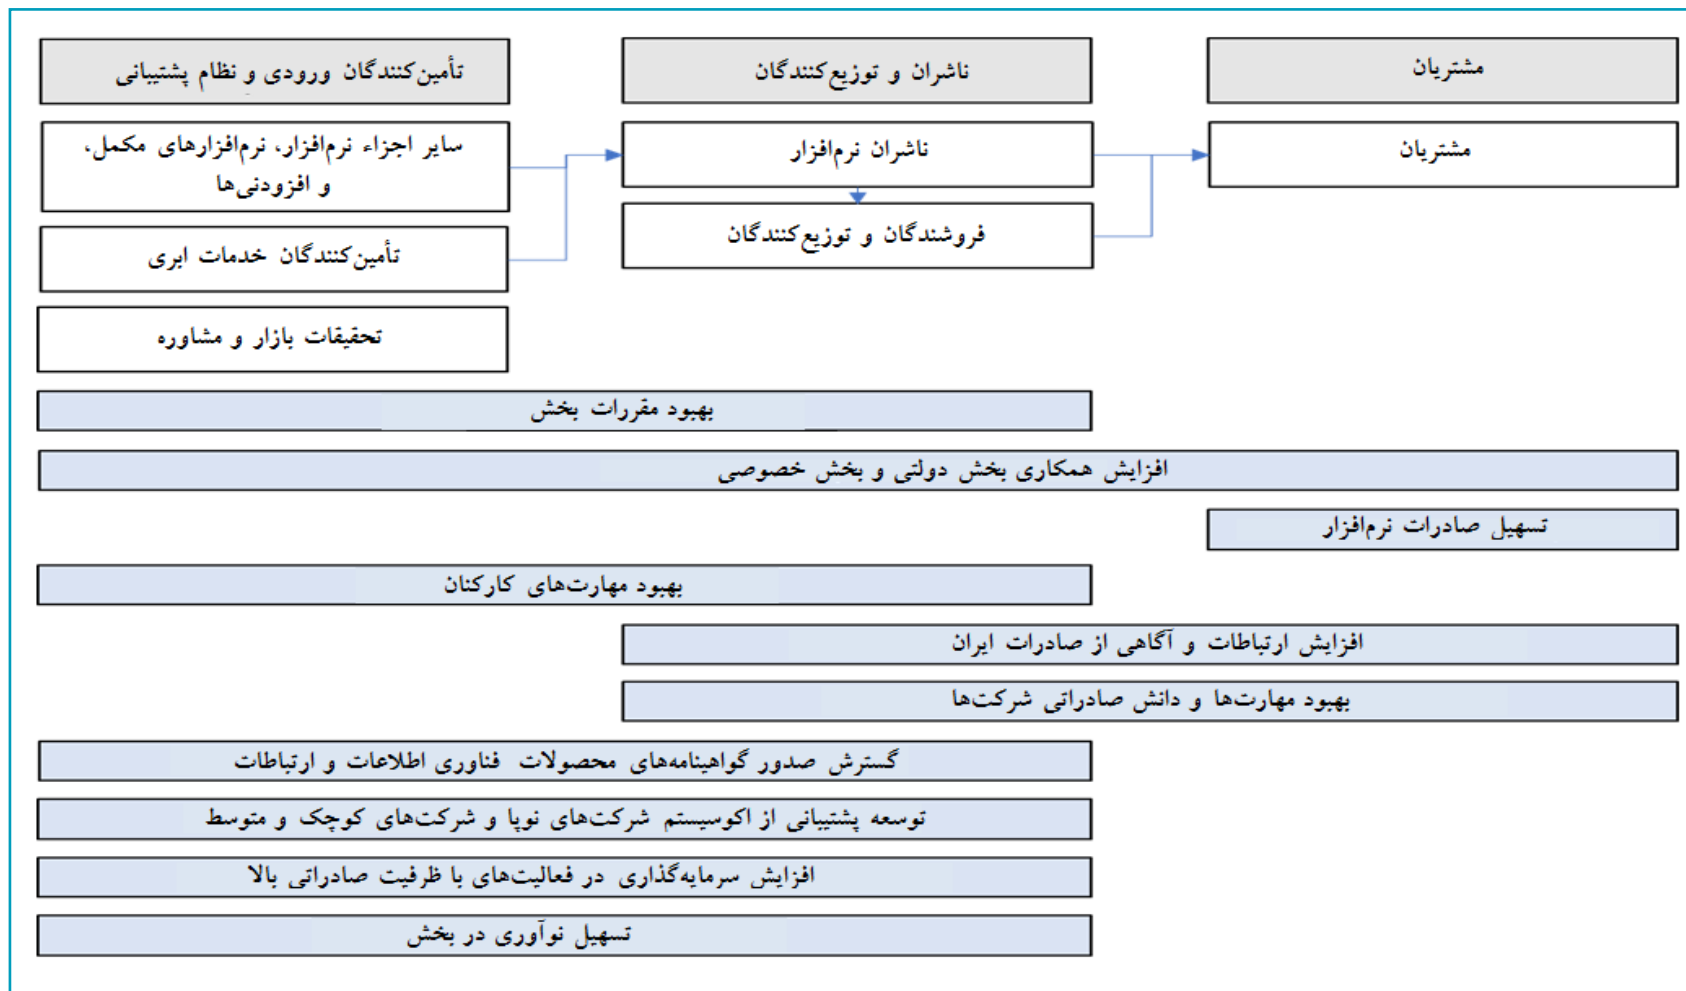 مشتریان
ناشران و توزیع‌کنندگان
تأمین‌کنندگان ورودی و نظام پشتیبانی
مشتریان
ناشران نرم‌افزار
سایر اجزاء نرم‌افزار، نرم‌افزارهای مکمل،
و افزودنی‌ها
فروشندگان و توزیع‌کنندگان
تأمین‌کنندگان خدمات ابری
تحقیقات بازار و مشاوره
بهبود مقررات بخش
افزایش همکاری بخش دولتی و بخش خصوصی
تسهیل صادرات نرم‌افزار
بهبود مهارت‌های کارکنان
افزایش ارتباطات و آگاهی از صادرات ایران
بهبود مهارت‌ها و دانش صادراتی شرکت‌ها
گسترش صدور گواهینامه‌های محصولات فناوری اطلاعات و ارتباطات
توسعه پشتیبانی از اکوسیستم شرکت‌های نوپا و شرکت‌های کوچک و متوسط
افزایش سرمایه‌گذاری در فعالیت‌های با ظرفیت صادراتی بالا
تسهیل نوآوری در بخش